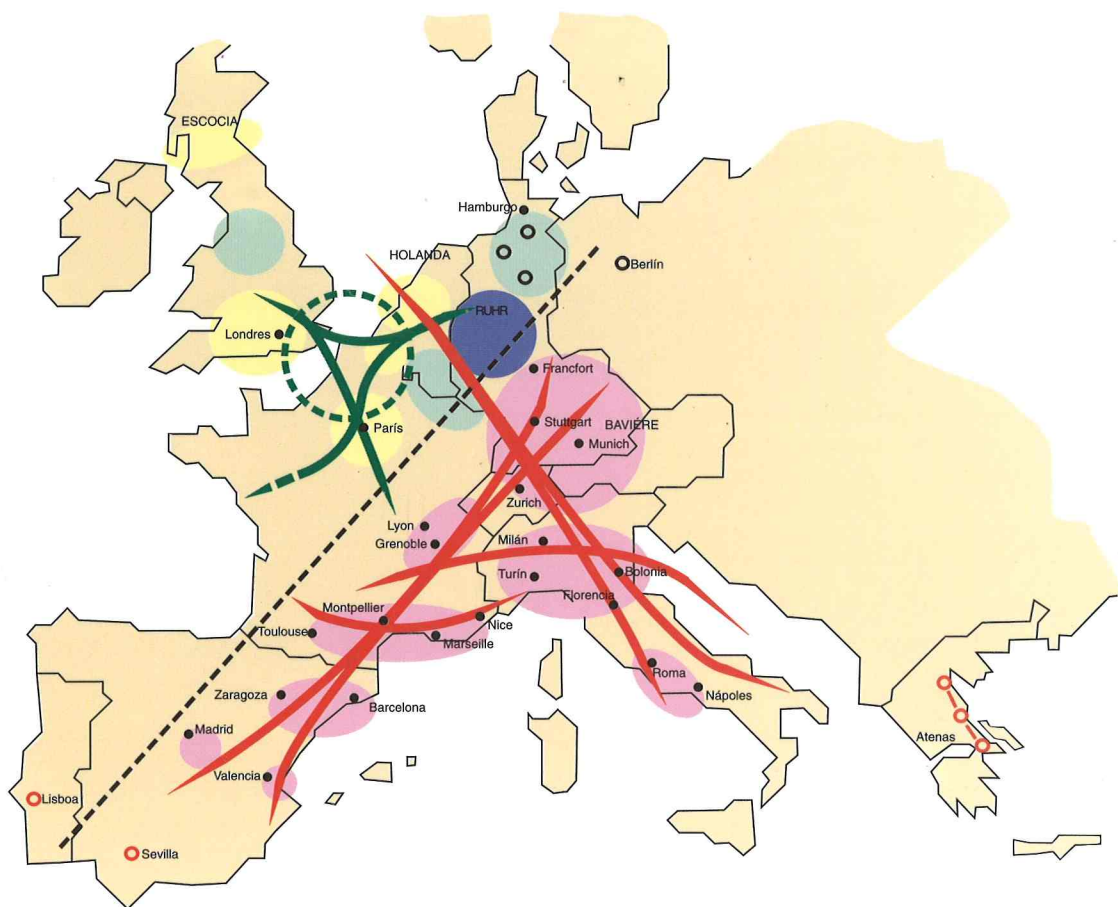 ESCOCIA
Hamburgo
HOLANDA
Berlín
RUHR
Londres
Francfort
París
Stuttgart
BAVIÉRE
Munich
Zurich
Lyon
Grenoble
Milán
Turín
Bolonia
Florencia
Montpellier
Toulouse
Nice
Marseille
Roma
Nápoles
Zaragoza
Barcelona
Madrid
Atenas
Valencia
Lisboa
Sevilla